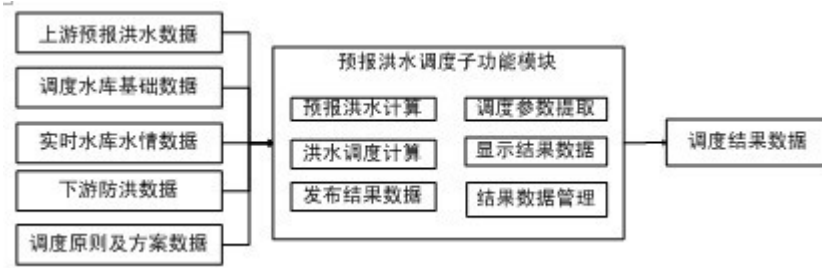 上游预报洪水数据
调度水库基础数据
实时水库水情数据
下游防洪数据
调度原则及方案数据
预报洪水调度子功能模块
预报洪水计算
调度参数提取
洪水调度计算
显示结果数据
发布结果数据
结果数据管理
调度结果数据